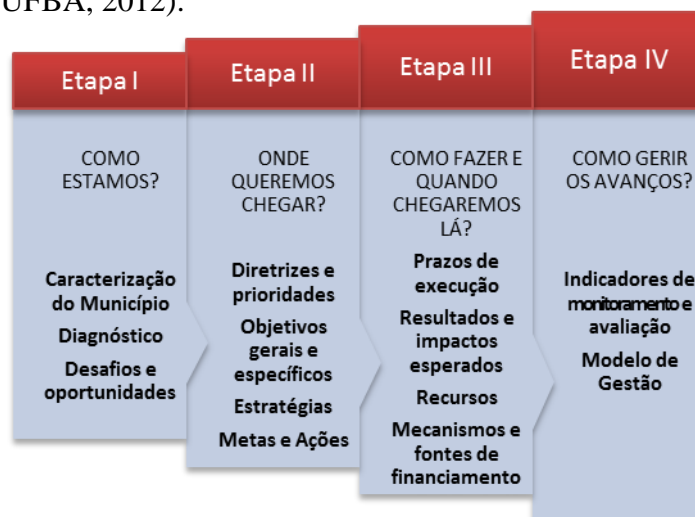 UFBA, 2012).
Etapa I
COMO
ESTAMOS?
Caracterização
do Município
Diagnóstico
Desafios e
oportunidades
Etapa II
ONDE
QUEREMOS
CHEGAR?
Diretrizes e
prioridades
Objetivos
gerais e
específicos
Estratégias
Metas e Ações
Etapa III
COMO FAZER E
QUANDO
CHEGAREMOS
LÁ?
Prazos de
execução
Resultados e
impactos
esperados
Recursos
Mecanismos e
fontes de
financiamento
Etapa IV
COMO GERIR
OS AVANÇOS?
Indicadores de
monitoramento e
avaliação
Modelo de
Gestão